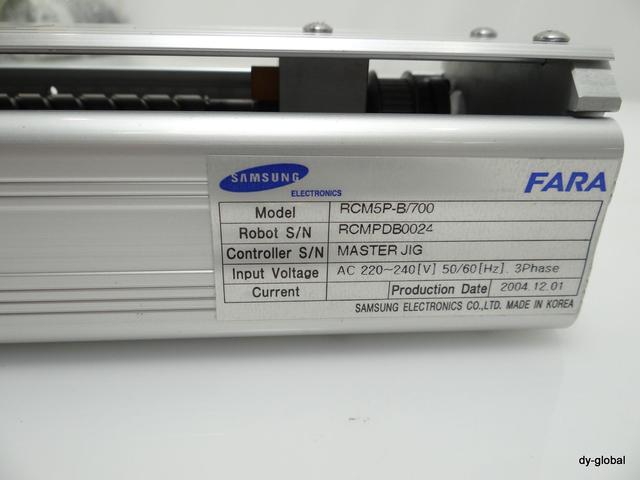 SAMSUNG
ELECTRONICS
FARA
Model RCM5P-B/700
Robot S/N RCMPDB0024
Controller S/N MASTER JIG
Input Voltage AC 220~240[V] 50/60[Hz]. 3Phase
Current Production Date 2004.12.01
SAMSUNG ELECTRONICS CO.,LTD. MADE IN KOREA
dy-global